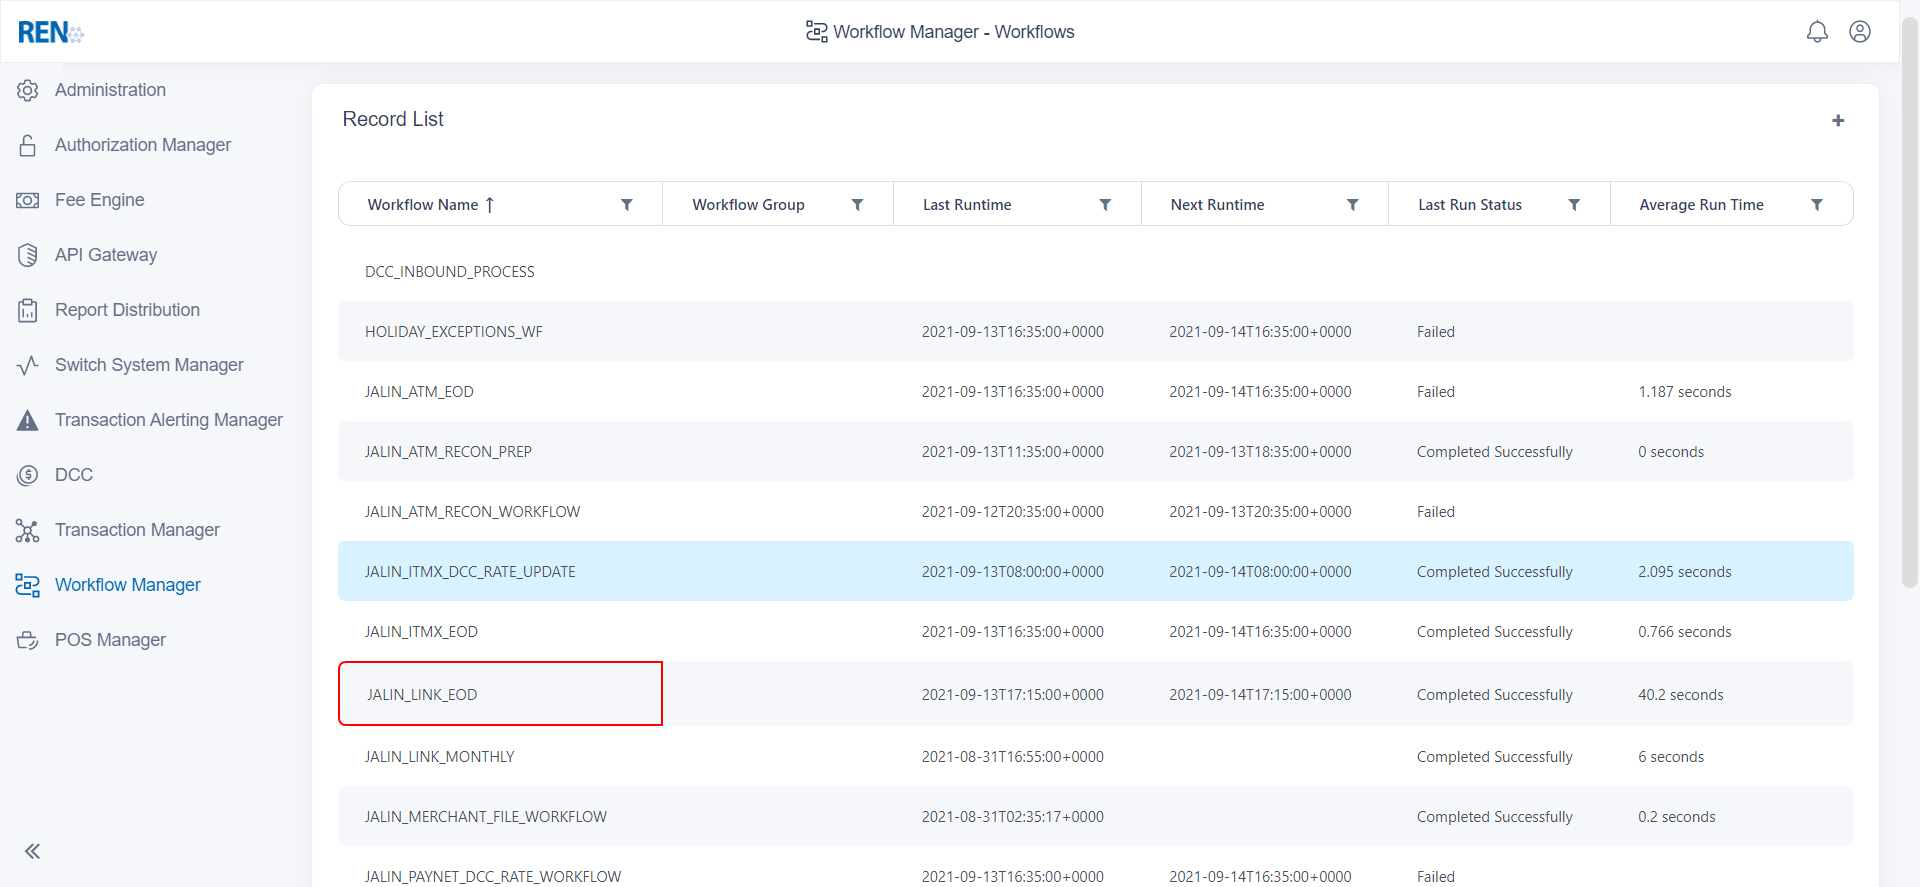 REN
Workflow Manager - Workflows
Administration
Authorization Manager
Fee Engine
API Gateway
Report Distribution
Switch System Manager
Transaction Alerting Manager
DCC
Transaction Manager
Workflow Manager
POS Manager
Record List
Workflow Name Workflow Group Last Runtime Next Runtime Last Run Status Average Run Time
DCC_INBOUND_PROCESS
HOLIDAY_EXCEPTIONS_WF 2021-09-13T16:35:00+0000 2021-09-14T16:35:00+0000 Failed
JALIN_ATM_EOD 2021-09-13T16:35:00+0000 2021-09-14T16:35:00+0000 Failed 1.187 seconds
JALIN_ATM_RECON_PREP 2021-09-13T11:35:00+0000 2021-09-13T18:35:00+0000 Completed Successfully 0 seconds
JALIN_ATM_RECON_WORKFLOW 2021-09-12T20:35:00+0000 2021-09-13T20:35:00+0000 Failed
JALIN_ITMX_DCC_RATE_UPDATE 2021-09-13T08:00:00+0000 2021-09-14T08:00:00+0000 Completed Successfully 2.095 seconds
JALIN_ITMX_EOD 2021-09-13T16:35:00+0000 2021-09-14T16:35:00+0000 Completed Successfully 0.766 seconds
JALIN_LINK_EOD 2021-09-13T17:15:00+0000 2021-09-14T17:15:00+0000 Completed Successfully 40.2 seconds
JALIN_LINK_MONTHLY 2021-08-31T16:55:00+0000 Completed Successfully 6 seconds
JALIN_MERCHANT_FILE_WORKFLOW 2021-08-31T02:35:17+0000 Completed Successfully 0.2 seconds
JALIN_PAYNET_DCC_RATE_WORKFLOW 2021-09-13T16:35:00+0000 2021-09-14T16:35:00+0000 Failed